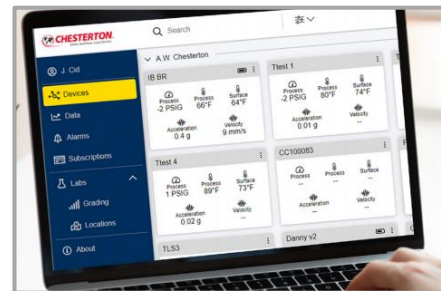 CHESTERTON
Search
J. Cid
Devices
Data
Alarms
Subscriptions
Labs
Grading
Locations
About
A.W. Chesterton
IB BR
Process
-2 PSIG
Process
66°F
Surface
64°F
Acceleration
0.4 g
Velocity
9 mm/s
Ttest 1
Process
-2 PSIG
Process
80°F
Surface
74°F
Acceleration
0.01 g
Velocity
--
Ttest 4
Process
1 PSIG
Process
89°F
Surface
73°F
Acceleration
0.02 g
Velocity
--
CC100083
Process
--
Process
--
Surface
--
Acceleration
--
Velocity
--
TLS3
Danny v2